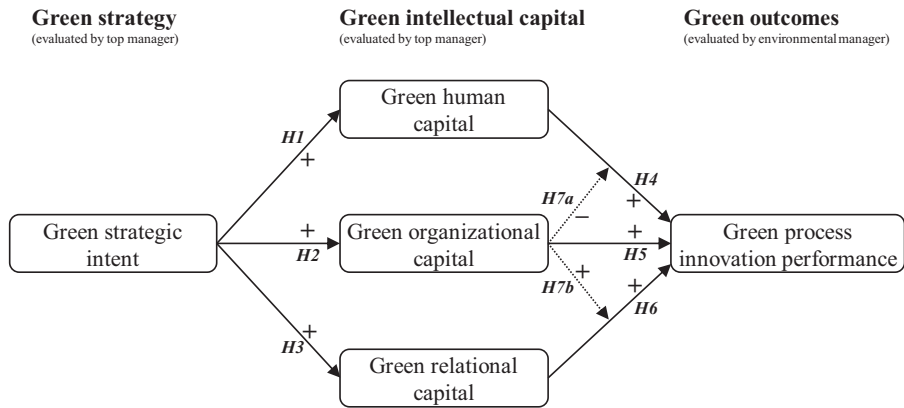 Green strategy
(evaluated by top manager)
Green intellectual capital
(evaluated by top manager)
Green outcomes
(evaluated by environmental manager)
Green human
capital
H1
+
H7a
−
H4
+
Green strategic
intent
+
H2
Green organizational
capital
+
H5
Green process
innovation performance
+
H7b
+
H6
+
H3
Green relational
capital